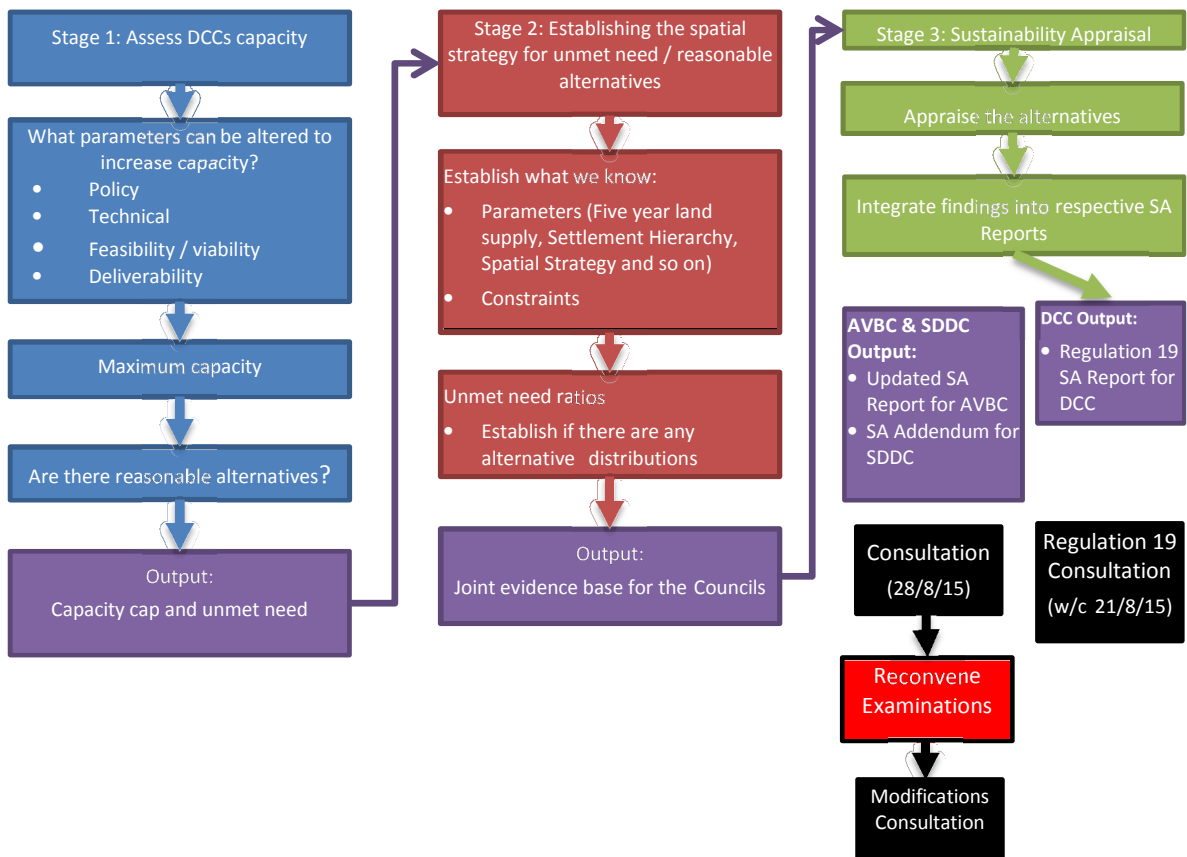 Stage 1: Assess DCCs capacity
What parameters can be altered to
increase capacity?
• Policy
• Technical
• Feasibility / viability
• Deliverability
Maximum capacity
Are there reasonable alternatives?
Output:
Capacity cap and unmet need
Stage 2: Establishing the spatial
strategy for unmet need / reasonable
alternatives
Establish what we know:
• Parameters (Five year land
supply, Settlement Hierarchy,
Spatial Strategy and so on)
• Constraints
Unmet need ratios
• Establish if there are any
alternative distributions
Output:
Joint evidence base for the Councils
Stage 3: Sustainability Appraisal
Appraise the alternatives
Integrate findings into respective SA
Reports
AVBC & SDDC
Output:
• Updated SA
Report for AVBC
• SA Addendum for
SDDC
DCC Output:
• Regulation 19
SA Report for
DCC
Consultation
(28/8/15)
Regulation 19
Consultation
(w/c 21/8/15)
Reconvene
Examinations
Modifications
Consultation